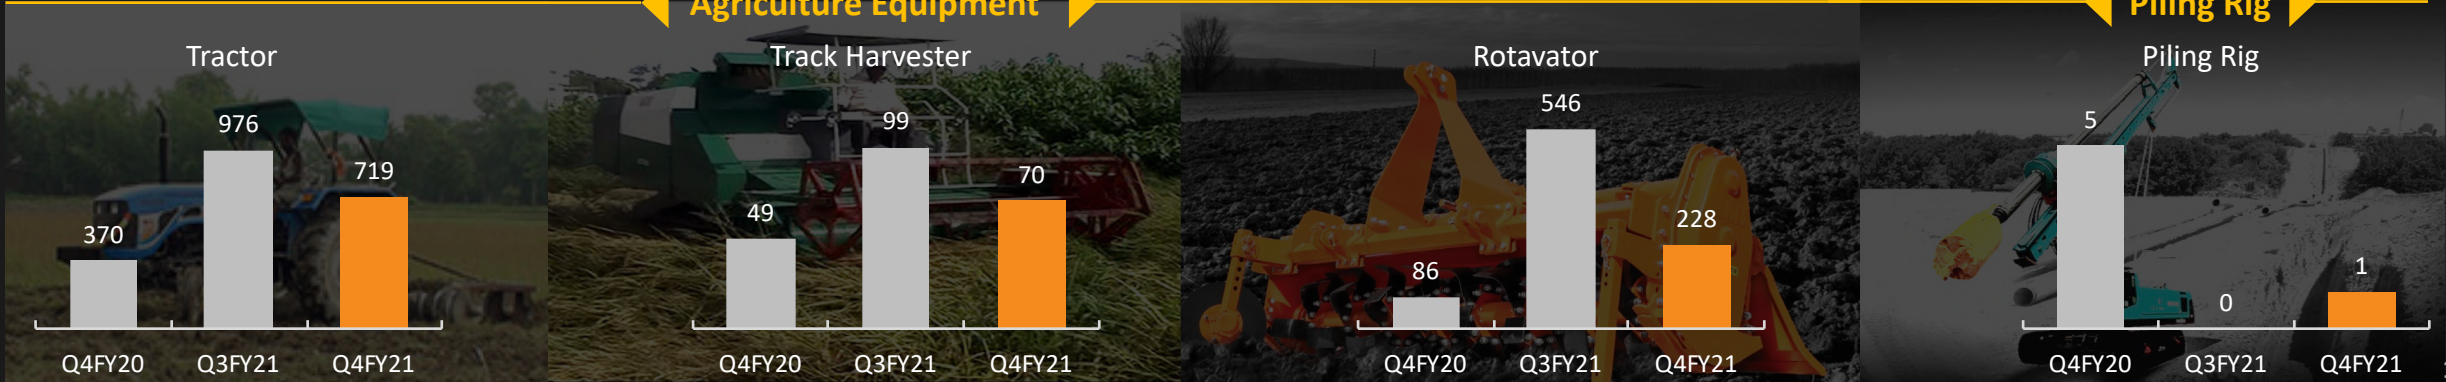 Agriculture Equipment
Piling Rig
Tractor
976
719
370
Q4FY20 Q3FY21 Q4FY21
Track Harvester
99
70
49
Q4FY20 Q3FY21 Q4FY21
Rotavator
546
228
86
Q4FY20 Q3FY21 Q4FY21
Piling Rig
5
1
0
Q4FY20 Q3FY21 Q4FY21